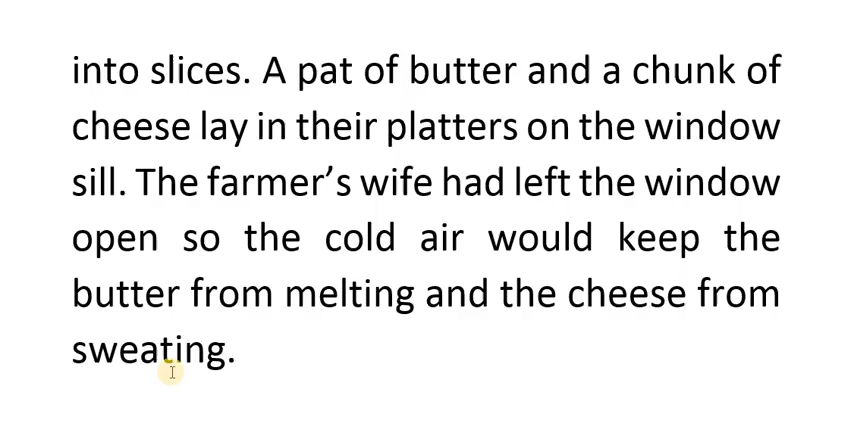 into slices. A pat of butter and a chunk of
cheese lay in their platters on the window
sill. The farmer’s wife had left the window
open so the cold air would keep the
butter from melting and the cheese from
sweating.